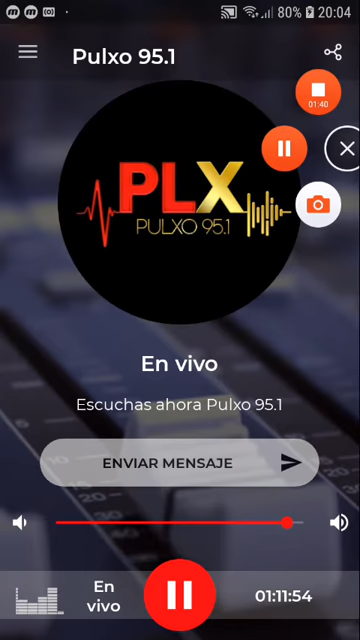 80% 20:04
Pulxo 95.1
01:40
PLX
PULXO 95.1
En vivo
Escuchas ahora Pulxo 95.1
ENVIAR MENSAJE
En
vivo
01:11:54